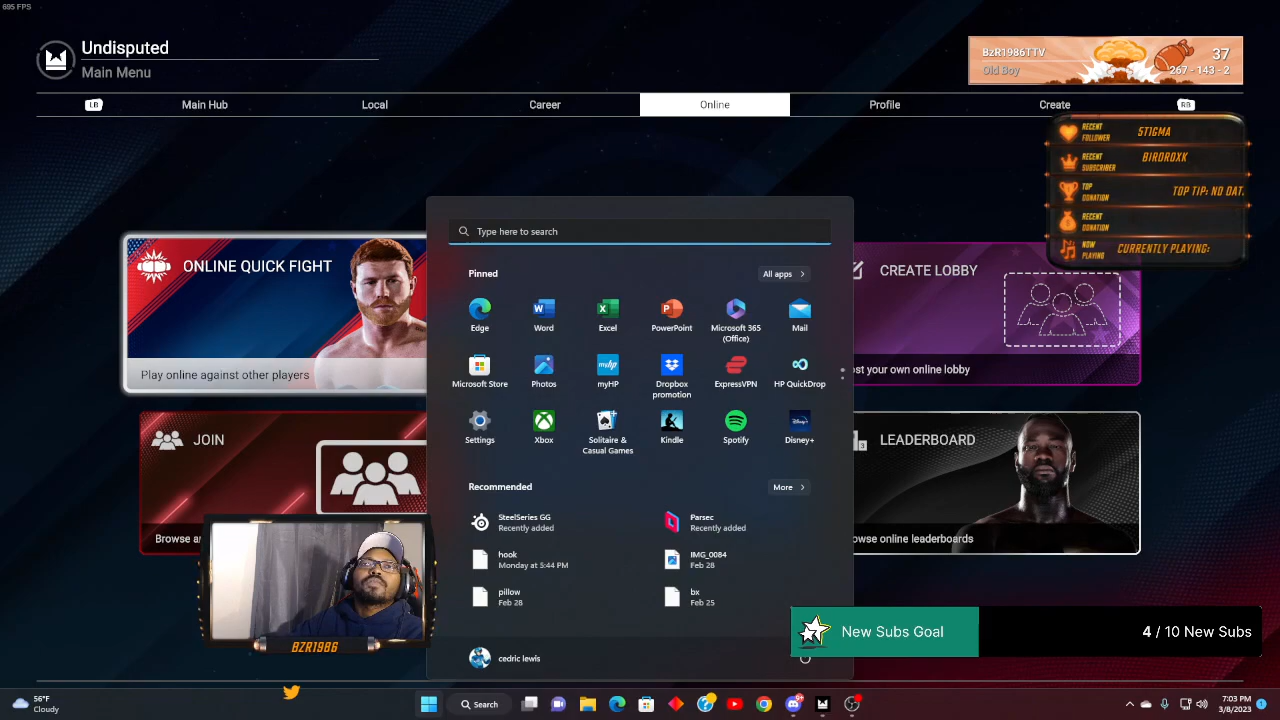 695 FPS
Undisputed
Main Menu
BzR1986TTV
Old Boy
37
267 - 143 - 2
LB
Main Hub
Local
Career
Online
Profile
Create
RB
RECENT FOLLOWER
ST1GMA
RECENT SUBSCRIBER
BIRDROXK
TOP DONATION
TOP TIP: NO DAT
RECENT DONATION
NOW PLAYING
CURRENTLY PLAYING:
ONLINE QUICK FIGHT
Play online against other players
CREATE LOBBY
ost your own online lobby
JOIN
Browse a
LEADERBOARD
owse online leaderboards
Type here to search
Pinned
All apps
Edge
Word
Excel
PowerPoint
Microsoft 365
(Office)
Mail
Microsoft Store
Photos
myHP
Dropbox
promotion
ExpressVPN
HP QuickDrop
Settings
Xbox
Solitaire &
Casual Games
Kindle
Spotify
Disney+
Recommended
More
SteelSeries GG
Recently added
Parsec
Recently added
hook
Monday at 5:44 PM
IMG_0084
Feb 28
pillow
Feb 28
bx
Feb 25
cedric lewis
BZR1986
New Subs Goal
4 / 10 New Subs
56°F
Cloudy
Search
7:03 PM
3/8/2023